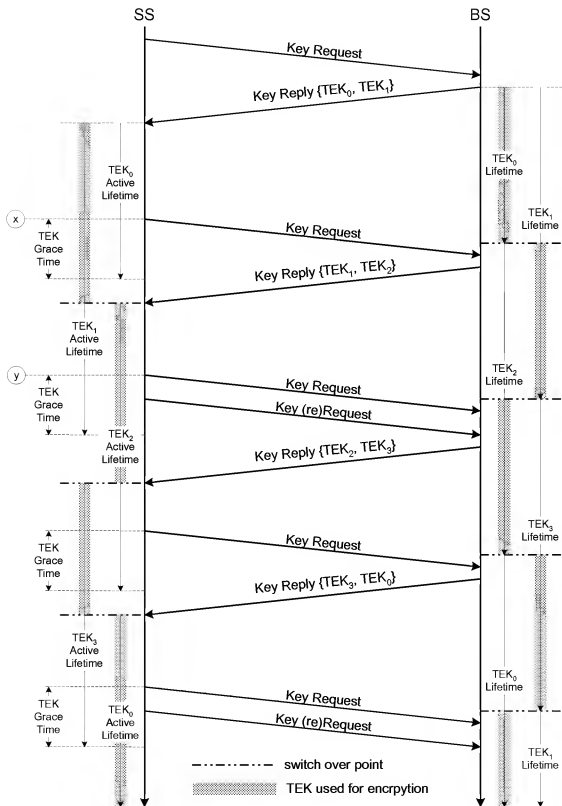 SS
BS
Key Request
Key Reply {TEK₀, TEK₁}
TEK₀
Active
Lifetime
TEK₀
Lifetime
TEK₁
Lifetime
x
TEK
Grace
Time
Key Request
Key Reply {TEK₁, TEK₂}
TEK₁
Active
Lifetime
TEK₂
Lifetime
y
TEK
Grace
Time
Key Request
Key (re)Request
TEK₂
Active
Lifetime
Key Reply {TEK₂, TEK₃}
TEK₃
Lifetime
TEK
Grace
Time
Key Request
Key Reply {TEK₃, TEK₀}
TEK₃
Active
Lifetime
TEK₀
Lifetime
TEK
Grace
Time
TEK₀
Active
Lifetime
Key Request
Key (re)Request
TEK₁
Lifetime
switch over point
TEK used for encrpytion